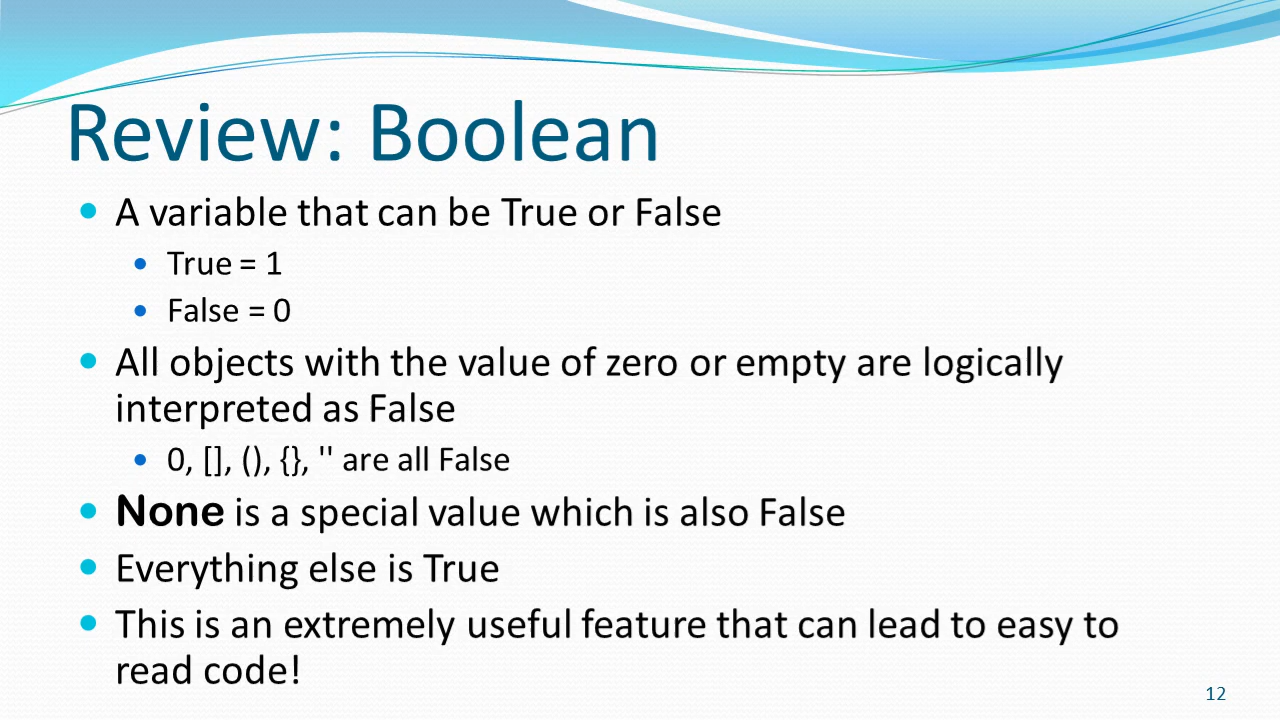 Review: Boolean
A variable that can be True or False
True = 1
False = 0
All objects with the value of zero or empty are logically
interpreted as False
0, [], (), {}, '' are all False
None is a special value which is also False
Everything else is True
This is an extremely useful feature that can lead to easy to
read code!
12